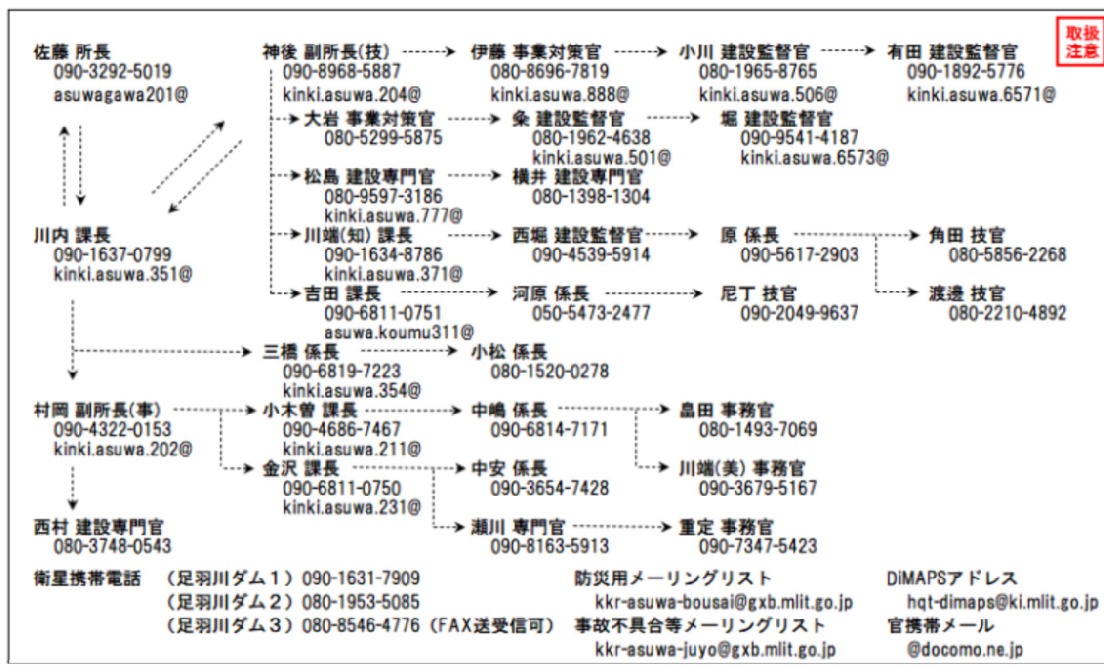 取扱
注意
佐藤 所長
090-3292-5019
asuwagawa201@
神後 副所長(技)
090-8968-5887
kinki.asuwa.204@
伊藤 事業対策官
080-8696-7819
kinki.asuwa.888@
小川 建設監督官
080-1965-8765
kinki.asuwa.506@
有田 建設監督官
090-1892-5776
kinki.asuwa.6571@
大岩 事業対策官
080-5299-5875
粂 建設監督官
080-1962-4638
kinki.asuwa.501@
堀 建設監督官
090-9541-4187
kinki.asuwa.6573@
松島 建設専門官
080-9597-3186
kinki.asuwa.777@
横井 建設専門官
080-1398-1304
川内 課長
090-1637-0799
kinki.asuwa.351@
川端(知) 課長
090-1634-8786
kinki.asuwa.371@
西堀 建設監督官
090-4539-5914
原 係長
090-5617-2903
角田 技官
080-5856-2268
渡邊 技官
080-2210-4892
吉田 課長
090-6811-0751
asuwa.koumu311@
河原 係長
050-5473-2477
尼丁 技官
090-2049-9637
三橋 係長
090-6819-7223
kinki.asuwa.354@
小松 係長
080-1520-0278
村岡 副所長(事)
090-4322-0153
kinki.asuwa.202@
小木曽 課長
090-4686-7467
kinki.asuwa.211@
中嶋 係長
090-6814-7171
畠田 事務官
080-1493-7069
川端(美) 事務官
090-3679-5167
金沢 課長
090-6811-0750
kinki.asuwa.231@
中安 係長
090-3654-7428
瀬川 専門官
090-8163-5913
重定 事務官
090-7347-5423
西村 建設専門官
080-3748-0543
衛星携帯電話 (足羽川ダム1) 090-1631-7909
(足羽川ダム2) 080-1953-5085
(足羽川ダム3) 080-8546-4776 (FAX送受信可)
防災用メーリングリスト
kkr-asuwa-bousai@gxb.mlit.go.jp
事故不具合等メーリングリスト
kkr-asuwa-juyo@gxb.mlit.go.jp
DiMAPSアドレス
hqt-dimaps@ki.mlit.go.jp
官携帯メール
@docomo.ne.jp